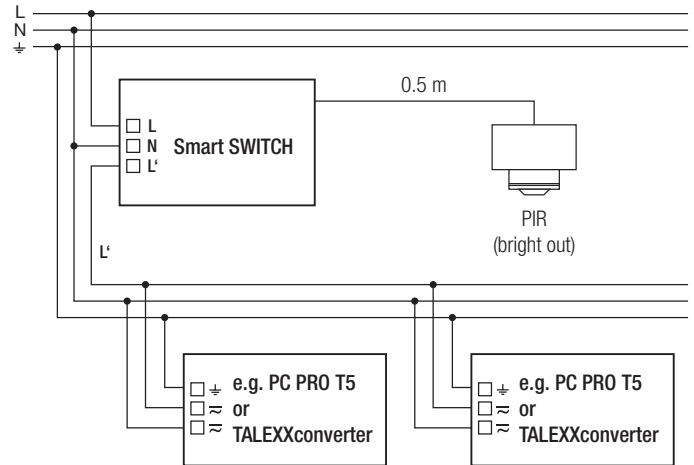 L
N
⏚
0.5 m
L
N
L‘
Smart SWITCH
PIR
(bright out)
L‘
⏚ e.g. PC PRO T5
or
TALEXXconverter
⏚ e.g. PC PRO T5
or
TALEXXconverter